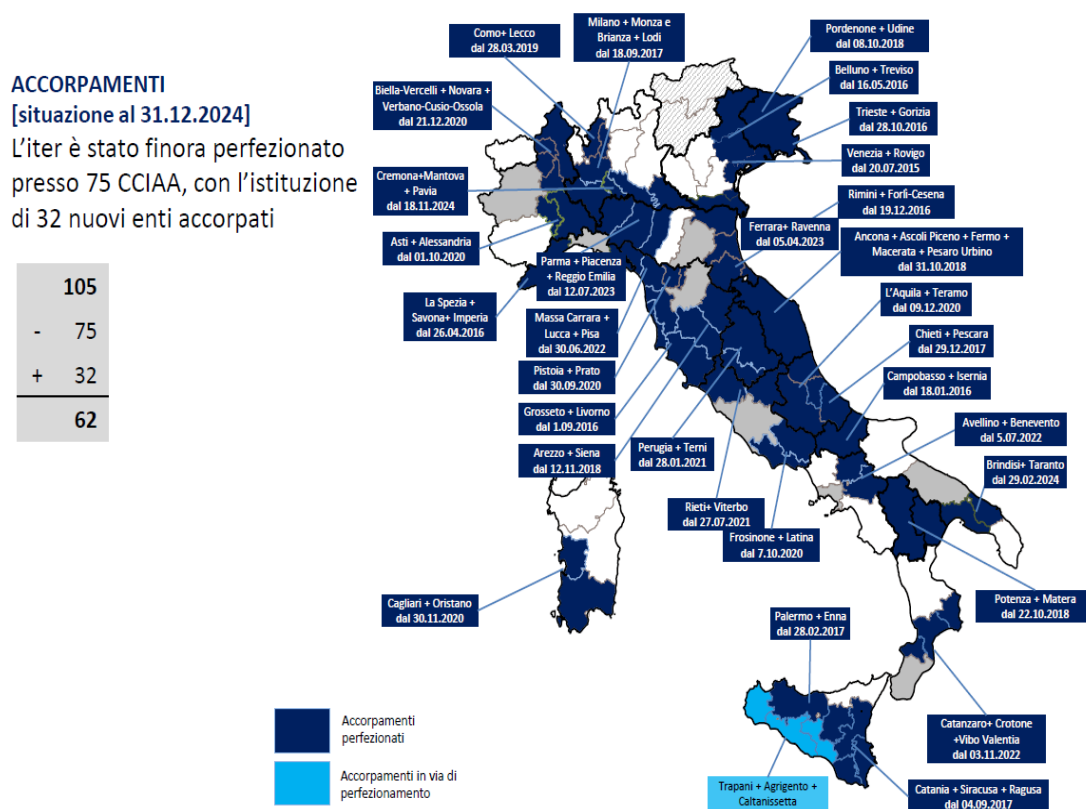 ACCORPAMENTI
[situazione al 31.12.2024]
L'iter è stato finora perfezionato
presso 75 CCIAA, con l'istituzione
di 32 nuovi enti accorpati
105
- 75
+ 32
62
Como+ Lecco
dal 28.03.2019
Milano + Monza e
Brianza + Lodi
dal 18.09.2017
Pordenone + Udine
dal 08.10.2018
Belluno + Treviso
dal 16.05.2016
Biella-Vercelli + Novara +
Verbano-Cusio-Ossola
dal 21.12.2020
Trieste + Gorizia
dal 28.10.2016
Venezia + Rovigo
dal 20.07.2015
Cremona+Mantova
+ Pavia
dal 18.11.2024
Rimini + Forlì-Cesena
dal 19.12.2016
Ferrara+ Ravenna
dal 05.04.2023
Asti + Alessandria
dal 01.10.2020
Ancona + Ascoli Piceno + Fermo +
Macerata + Pesaro Urbino
dal 31.10.2018
Parma + Piacenza
+ Reggio Emilia
dal 12.07.2023
L'Aquila + Teramo
dal 09.12.2020
La Spezia +
Savona+ Imperia
dal 26.04.2016
Massa Carrara +
Lucca + Pisa
dal 30.06.2022
Chieti + Pescara
dal 29.12.2017
Pistoia + Prato
dal 30.09.2020
Campobasso + Isernia
dal 18.01.2016
Grosseto + Livorno
dal 1.09.2016
Avellino + Benevento
dal 5.07.2022
Arezzo + Siena
dal 12.11.2018
Perugia + Terni
dal 28.01.2021
Brindisi+ Taranto
dal 29.02.2024
Rieti+ Viterbo
dal 27.07.2021
Frosinone + Latina
dal 7.10.2020
Cagliari + Oristano
dal 30.11.2020
Potenza + Matera
dal 22.10.2018
Palermo + Enna
dal 28.02.2017
Catanzaro+ Crotone
+Vibo Valentia
dal 03.11.2022
Accorpamenti
perfezionati
Accorpamenti in via di
perfezionamento
Trapani + Agrigento +
Caltanissetta
Catania + Siracusa + Ragusa
dal 04.09.2017